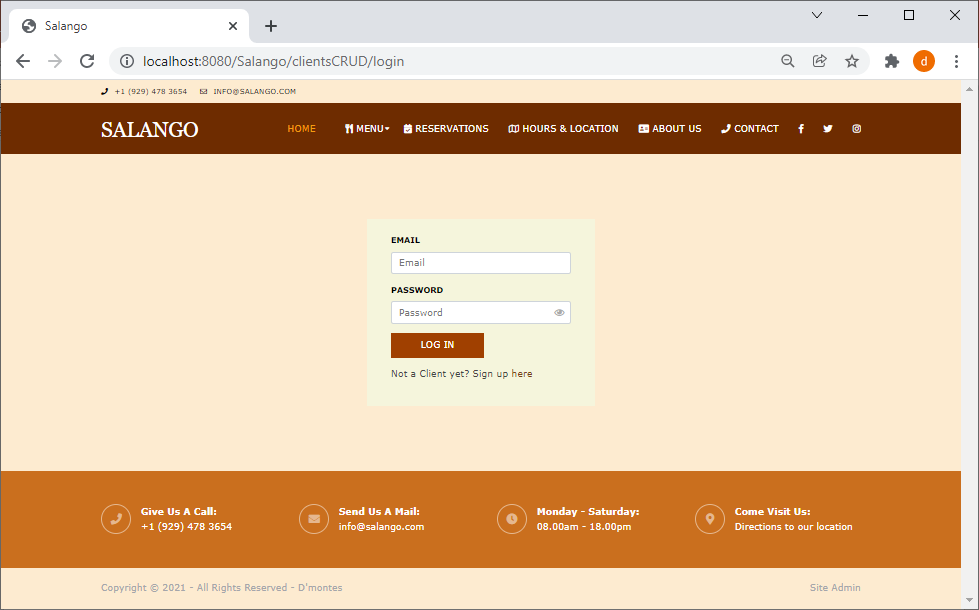 Salango
localhost:8080/Salango/clientsCRUD/login
d
+1 (929) 478 3654 INFO@SALANGO.COM
SALANGO HOME MENU RESERVATIONS HOURS & LOCATION ABOUT US CONTACT
EMAIL
Email
PASSWORD
Password
LOG IN
Not a Client yet? Sign up here
Give Us A Call:
+1 (929) 478 3654
Send Us A Mail:
info@salango.com
Monday - Saturday:
08.00am - 18.00pm
Come Visit Us:
Directions to our location
Copyright © 2021 - All Rights Reserved - D'montes Site Admin